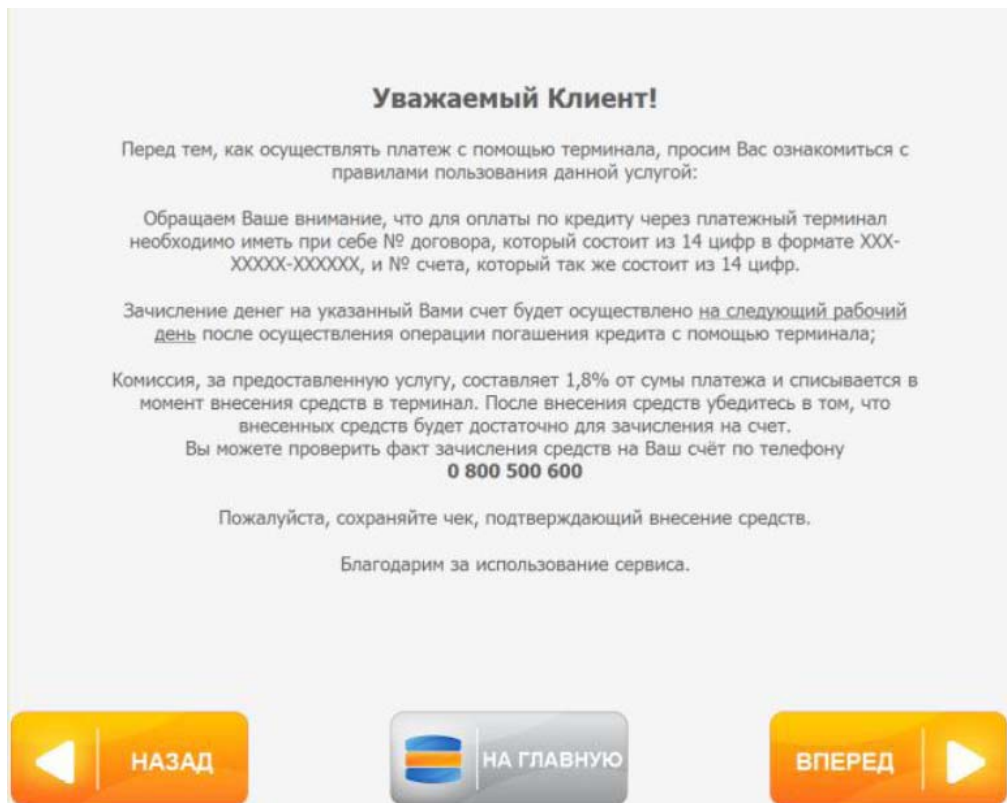 Уважаемый Клиент!
Перед тем, как осуществлять платеж с помощью терминала, просим Вас ознакомиться с
правилами пользования данной услугой:
Обращаем Ваше внимание, что для оплаты по кредиту через платежный терминал
необходимо иметь при себе № договора, который состоит из 14 цифр в формате XXX-
XXXXX-XXXXXX, и № счета, который так же состоит из 14 цифр.
Зачисление денег на указанный Вами счет будет осуществлено на следующий рабочий
день после осуществления операции погашения кредита с помощью терминала;
Комиссия, за предоставленную услугу, составляет 1,8% от сумы платежа и списывается в
момент внесения средств в терминал. После внесения средств убедитесь в том, что
внесенных средств будет достаточно для зачисления на счет.
Вы можете проверить факт зачисления средств на Ваш счёт по телефону
0 800 500 600
Пожалуйста, сохраняйте чек, подтверждающий внесение средств.
Благодарим за использование сервиса.
НАЗАД
НА ГЛАВНУЮ
ВПЕРЕД